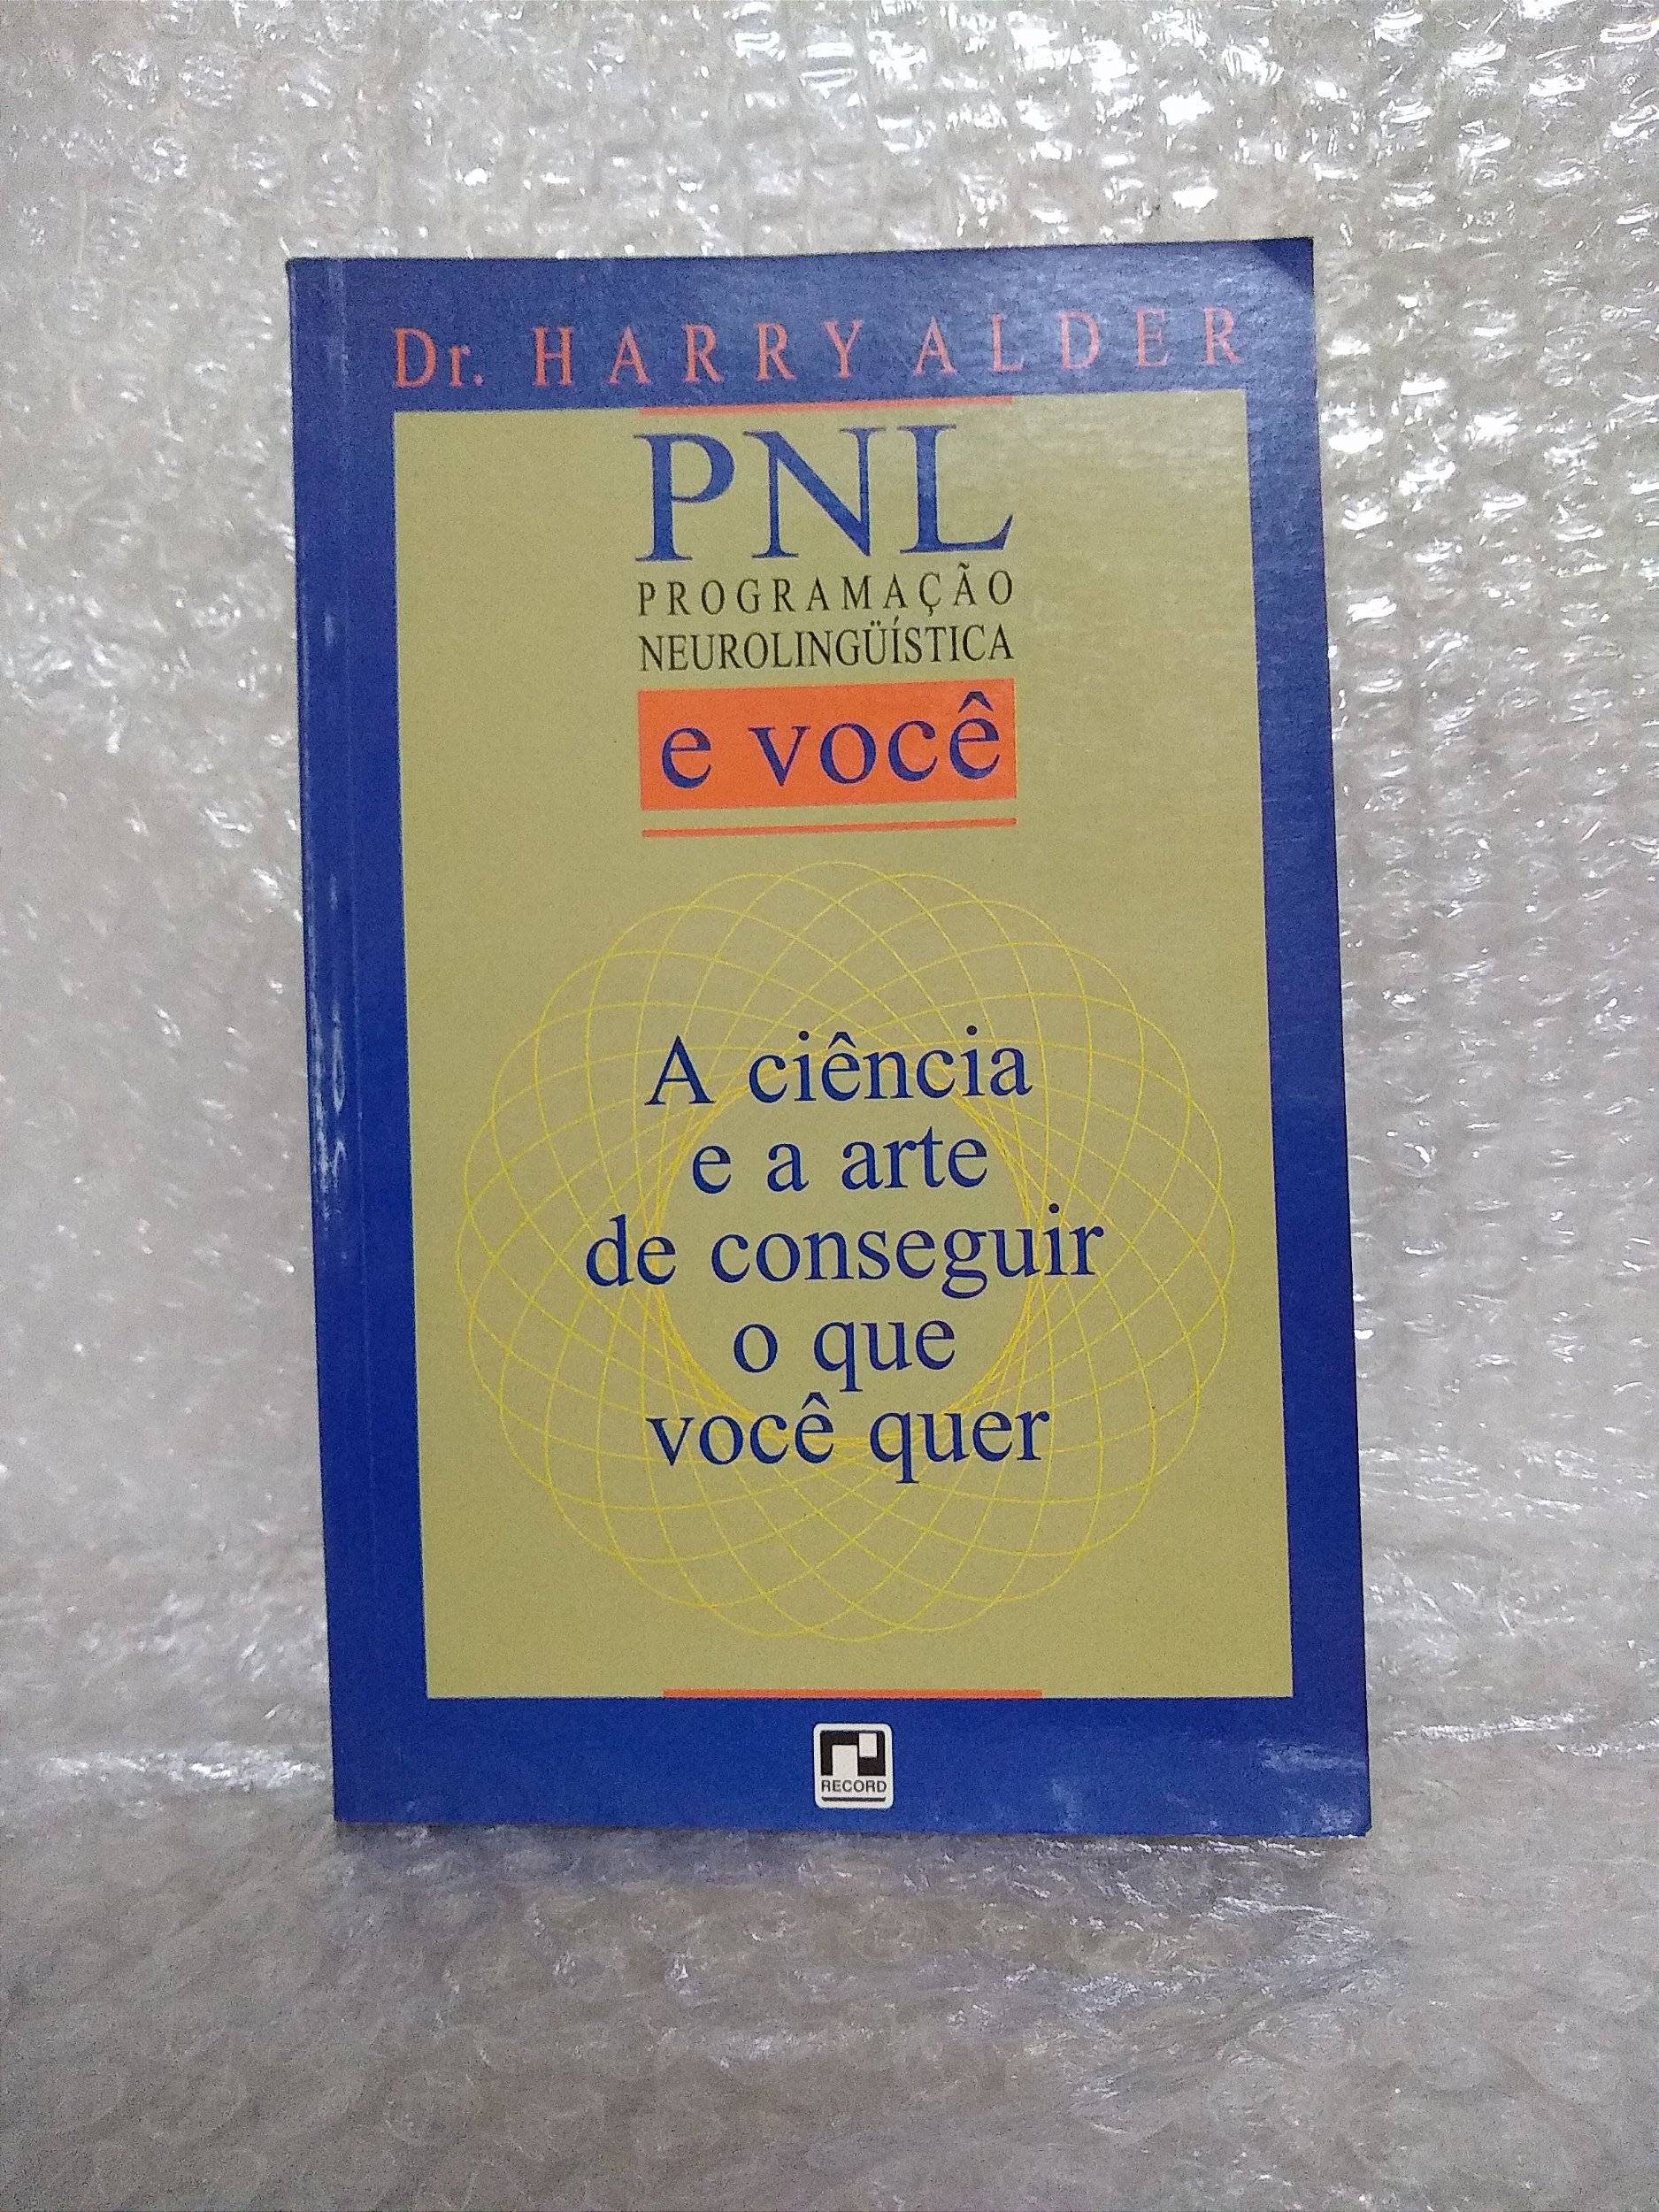 Dr. HARRY ALDER
PNL
PROGRAMAÇÃO
NEUROLINGÜÍSTICA
e você
A ciência
e a arte
de conseguir
o que
você quer
RECORD